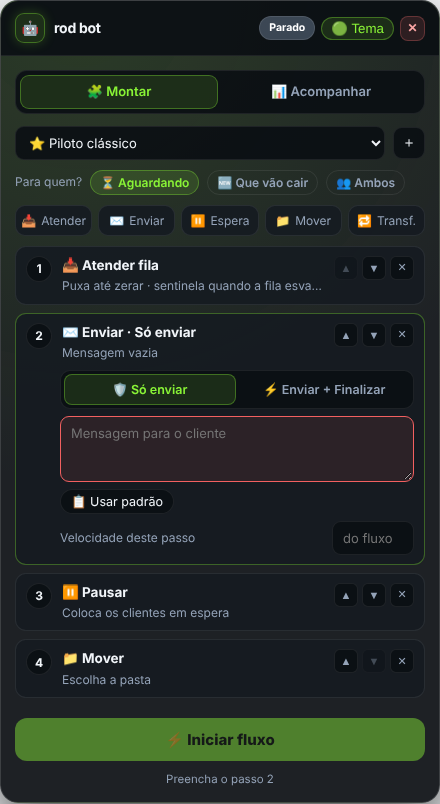 rod bot
Parado
Tema
Montar
Acompanhar
Piloto clássico
+
Para quem?
Aguardando
Que vão cair
Ambos
Atender
Enviar
Espera
Mover
Transf.
1
Atender fila
Puxa até zerar · sentinela quando a fila esva...
2
Enviar · Só enviar
Mensagem vazia
Só enviar
Enviar + Finalizar
Mensagem para o cliente
Usar padrão
Velocidade deste passo
do fluxo
3
Pausar
Coloca os clientes em espera
4
Mover
Escolha a pasta
Iniciar fluxo
Preencha o passo 2